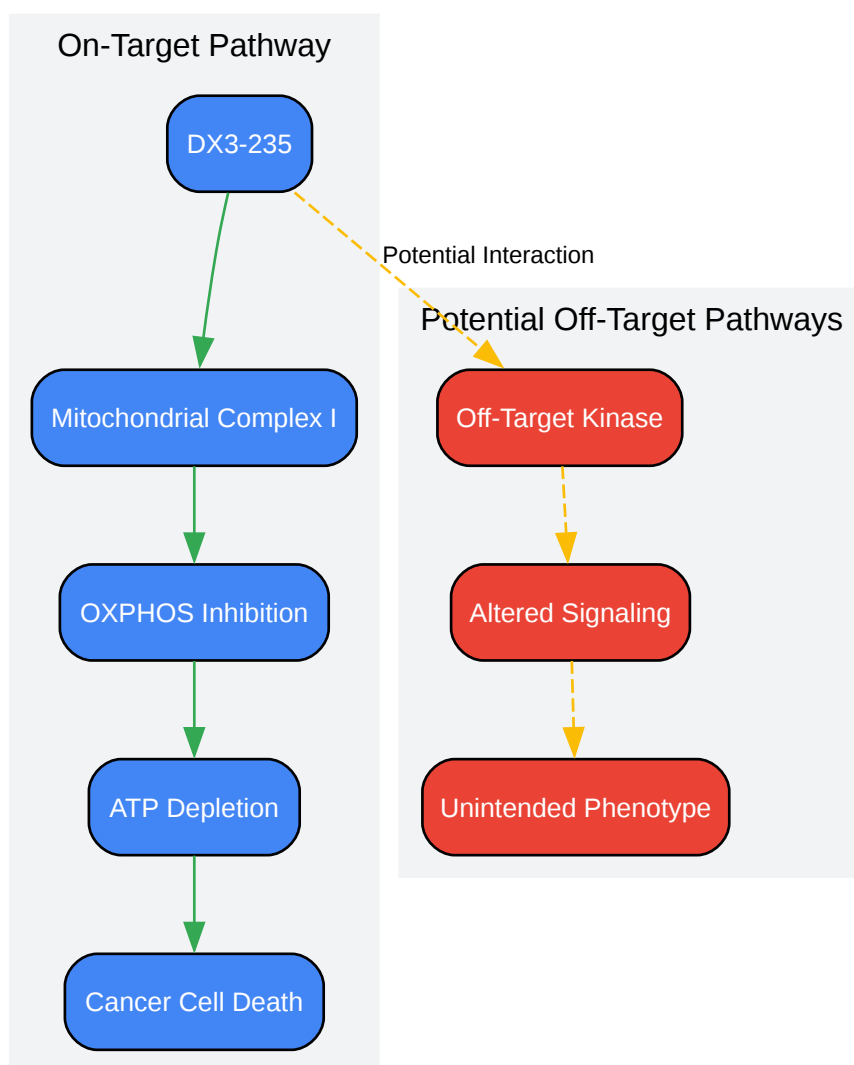 On-Target Pathway
DX3-235
Potential Interaction
Potential Off-Target Pathways
Mitochondrial Complex I
Off-Target Kinase
OXPHOS Inhibition
Altered Signaling
ATP Depletion
Unintended Phenotype
Cancer Cell Death